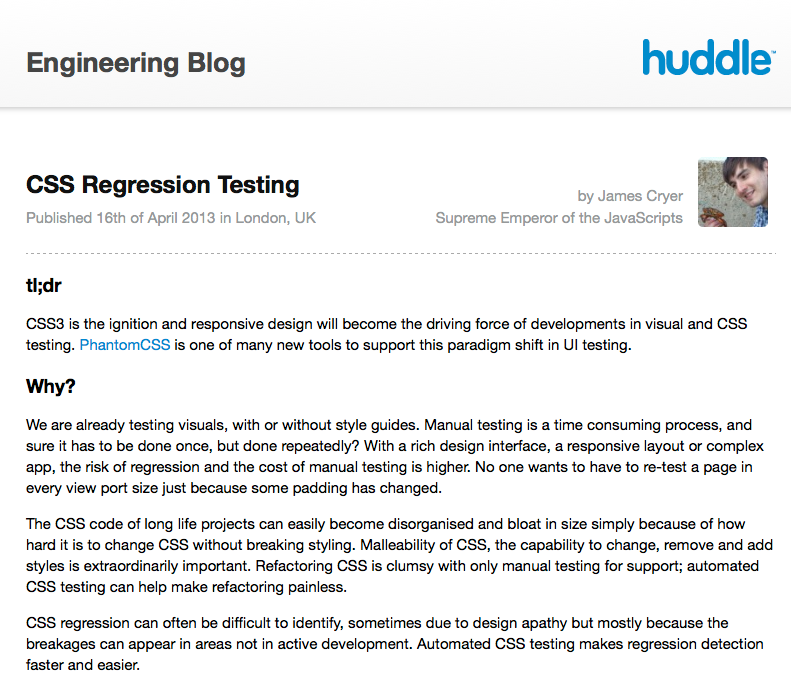 Engineering Blog
huddle™
CSS Regression Testing
Published 16th of April 2013 in London, UK
by James Cryer
Supreme Emperor of the JavaScripts
tl;dr
CSS3 is the ignition and responsive design will become the driving force of developments in visual and CSS
testing. PhantomCSS is one of many new tools to support this paradigm shift in UI testing.
Why?
We are already testing visuals, with or without style guides. Manual testing is a time consuming process, and
sure it has to be done once, but done repeatedly? With a rich design interface, a responsive layout or complex
app, the risk of regression and the cost of manual testing is higher. No one wants to have to re-test a page in
every view port size just because some padding has changed.
The CSS code of long life projects can easily become disorganised and bloat in size simply because of how
hard it is to change CSS without breaking styling. Malleability of CSS, the capability to change, remove and add
styles is extraordinarily important. Refactoring CSS is clumsy with only manual testing for support; automated
CSS testing can help make refactoring painless.
CSS regression can often be difficult to identify, sometimes due to design apathy but mostly because the
breakages can appear in areas not in active development. Automated CSS testing makes regression detection
faster and easier.